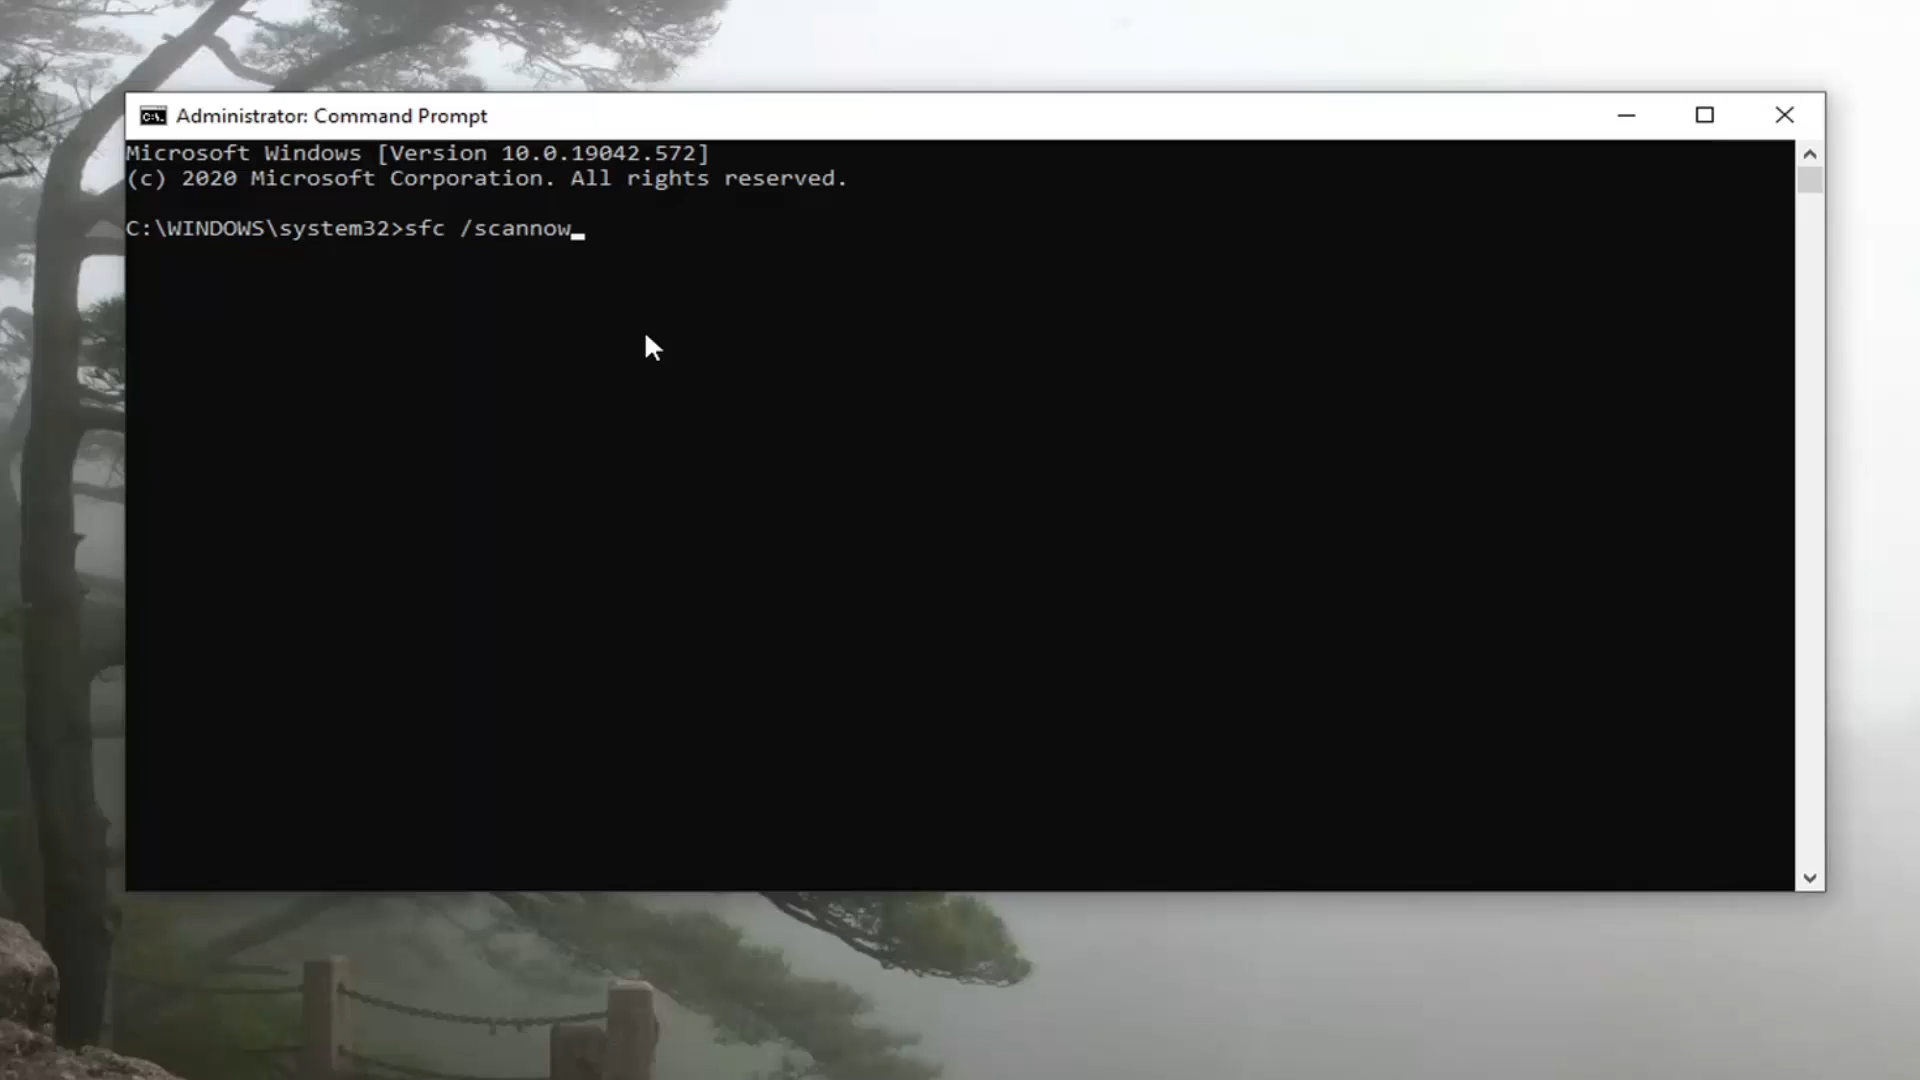 Administrator: Command Prompt
Microsoft Windows [Version 10.0.19042.572]
(c) 2020 Microsoft Corporation. All rights reserved.
C:\WINDOWS\system32>sfc /scannow